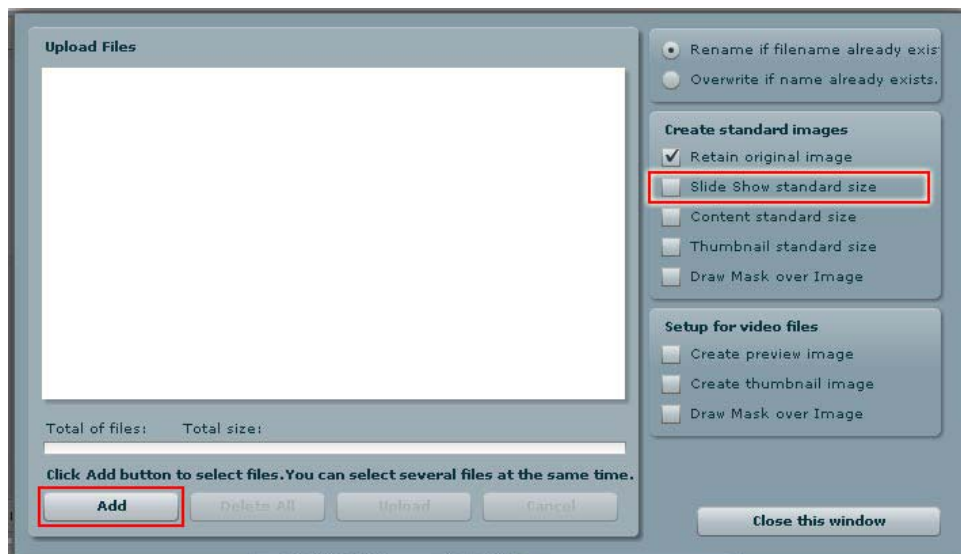 Upload Files
Total of files: Total size:
Click Add button to select files.You can select several files at the same time.
Add Delete All Upload Cancel
Rename if filename already exis
Overwrite if name already exists.
Create standard images
Retain original image
Slide Show standard size
Content standard size
Thumbnail standard size
Draw Mask over Image
Setup for video files
Create preview image
Create thumbnail image
Draw Mask over Image
Close this window